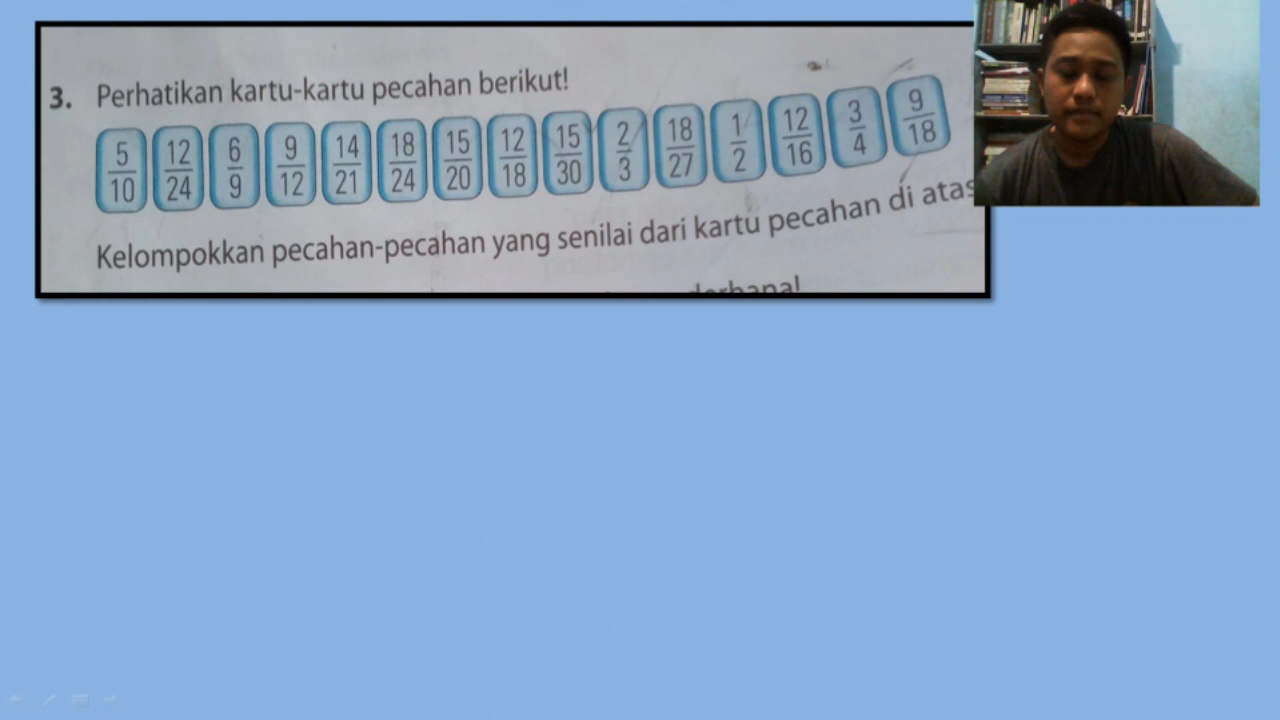 3. Perhatikan kartu-kartu pecahan berikut!
5/10 12/24 6/9 9/12 14/21 18/24 15/20 12/18 15/30 2/3 18/27 1/2 12/16 3/4 9/18
Kelompokkan pecahan-pecahan yang senilai dari kartu pecahan di atas